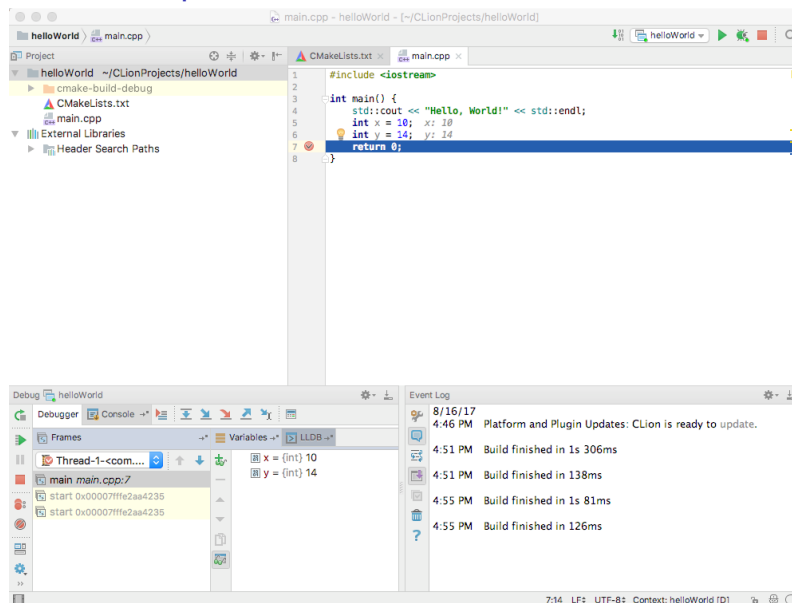 main.cpp - helloWorld - [~/CLionProjects/helloWorld]
helloWorld main.cpp helloWorld
Project CMakeLists.txt main.cpp
helloWorld ~/CLionProjects/helloWorld
cmake-build-debug
CMakeLists.txt
main.cpp
External Libraries
Header Search Paths
1 #include <iostream>
2
3 int main() {
4 std::cout << "Hello, World!" << std::endl;
5 int x = 10; x: 10
6 int y = 14; y: 14
7 return 0;
8 }
Debug helloWorld
Debugger Console
Frames Variables LLDB
Thread-1-<com....
main main.cpp:7
start 0x00007fffe2aa4235
start 0x00007fffe2aa4235
x = {int} 10
y = {int} 14
Event Log
8/16/17
4:46 PM Platform and Plugin Updates: CLion is ready to update.
4:51 PM Build finished in 1s 306ms
4:51 PM Build finished in 138ms
4:55 PM Build finished in 1s 81ms
4:55 PM Build finished in 126ms
7:14 LF UTF-8 Context: helloWorld [D]